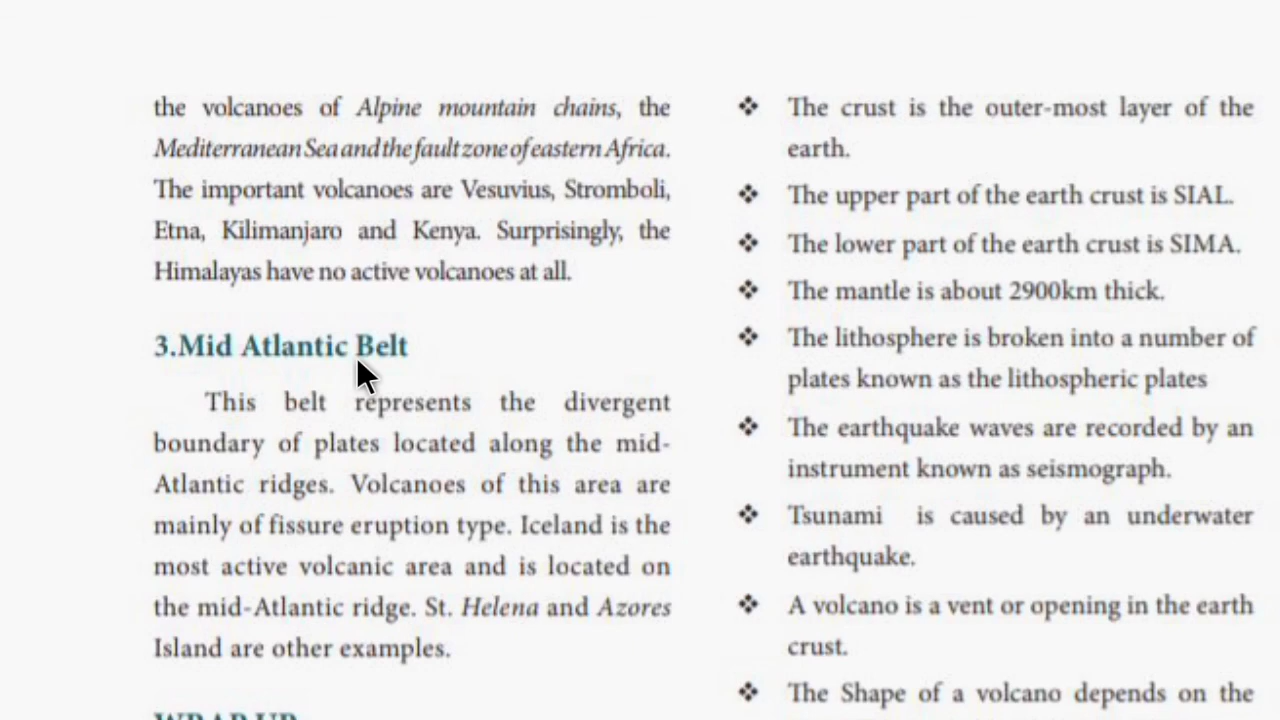 the volcanoes of Alpine mountain chains, the
Mediterranean Sea and the fault zone of eastern Africa.
The important volcanoes are Vesuvius, Stromboli,
Etna, Kilimanjaro and Kenya. Surprisingly, the
Himalayas have no active volcanoes at all.
3.Mid Atlantic Belt
This belt represents the divergent
boundary of plates located along the mid-
Atlantic ridges. Volcanoes of this area are
mainly of fissure eruption type. Iceland is the
most active volcanic area and is located on
the mid-Atlantic ridge. St. Helena and Azores
Island are other examples.
WRAP UP
❖ The crust is the outer-most layer of the
earth.
❖ The upper part of the earth crust is SIAL.
❖ The lower part of the earth crust is SIMA.
❖ The mantle is about 2900km thick.
❖ The lithosphere is broken into a number of
plates known as the lithospheric plates
❖ The earthquake waves are recorded by an
instrument known as seismograph.
❖ Tsunami is caused by an underwater
earthquake.
❖ A volcano is a vent or opening in the earth
crust.
❖ The Shape of a volcano depends on the